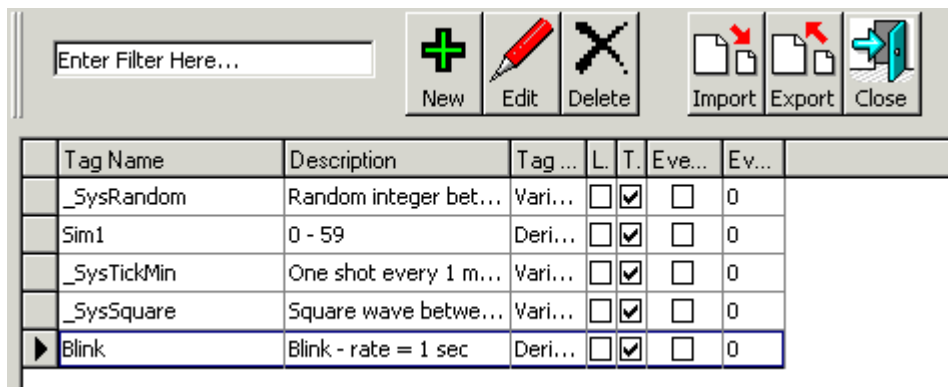 Enter Filter Here...
New Edit Delete Import Export Close
Tag Name Description Tag ... L. T. Eve... Ev...
_SysRandom Random integer bet... Vari... 0
Sim1 0 - 59 Deri... 0
_SysTickMin One shot every 1 m... Vari... 0
_SysSquare Square wave betwe... Vari... 0
Blink Blink - rate = 1 sec Deri... 0